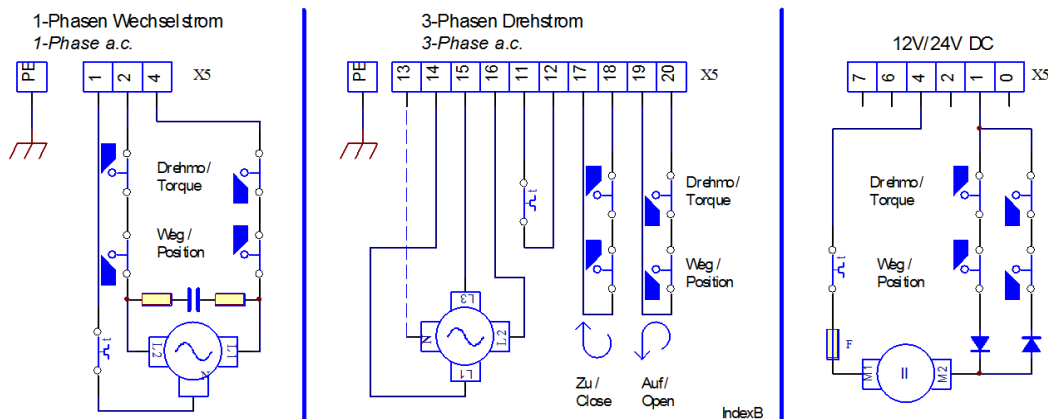 1-Phasen Wechselstrom
1-Phase a.c.
PE
1 2 4 X5
Drehmo/
Torque
Weg/
Position
t
L2 N L1
3-Phasen Drehstrom
3-Phase a.c.
PE
13 14 15 16 11 12 17 18 19 20 X5
t
Drehmo/
Torque
Weg/
Position
L3
N L2
L1
Zu/
Close
Auf/
Open
IndexB
12V/24V DC
7 6 4 2 1 0 X5
Drehmo/
Torque
t
Weg/
Position
F
M1 II M2